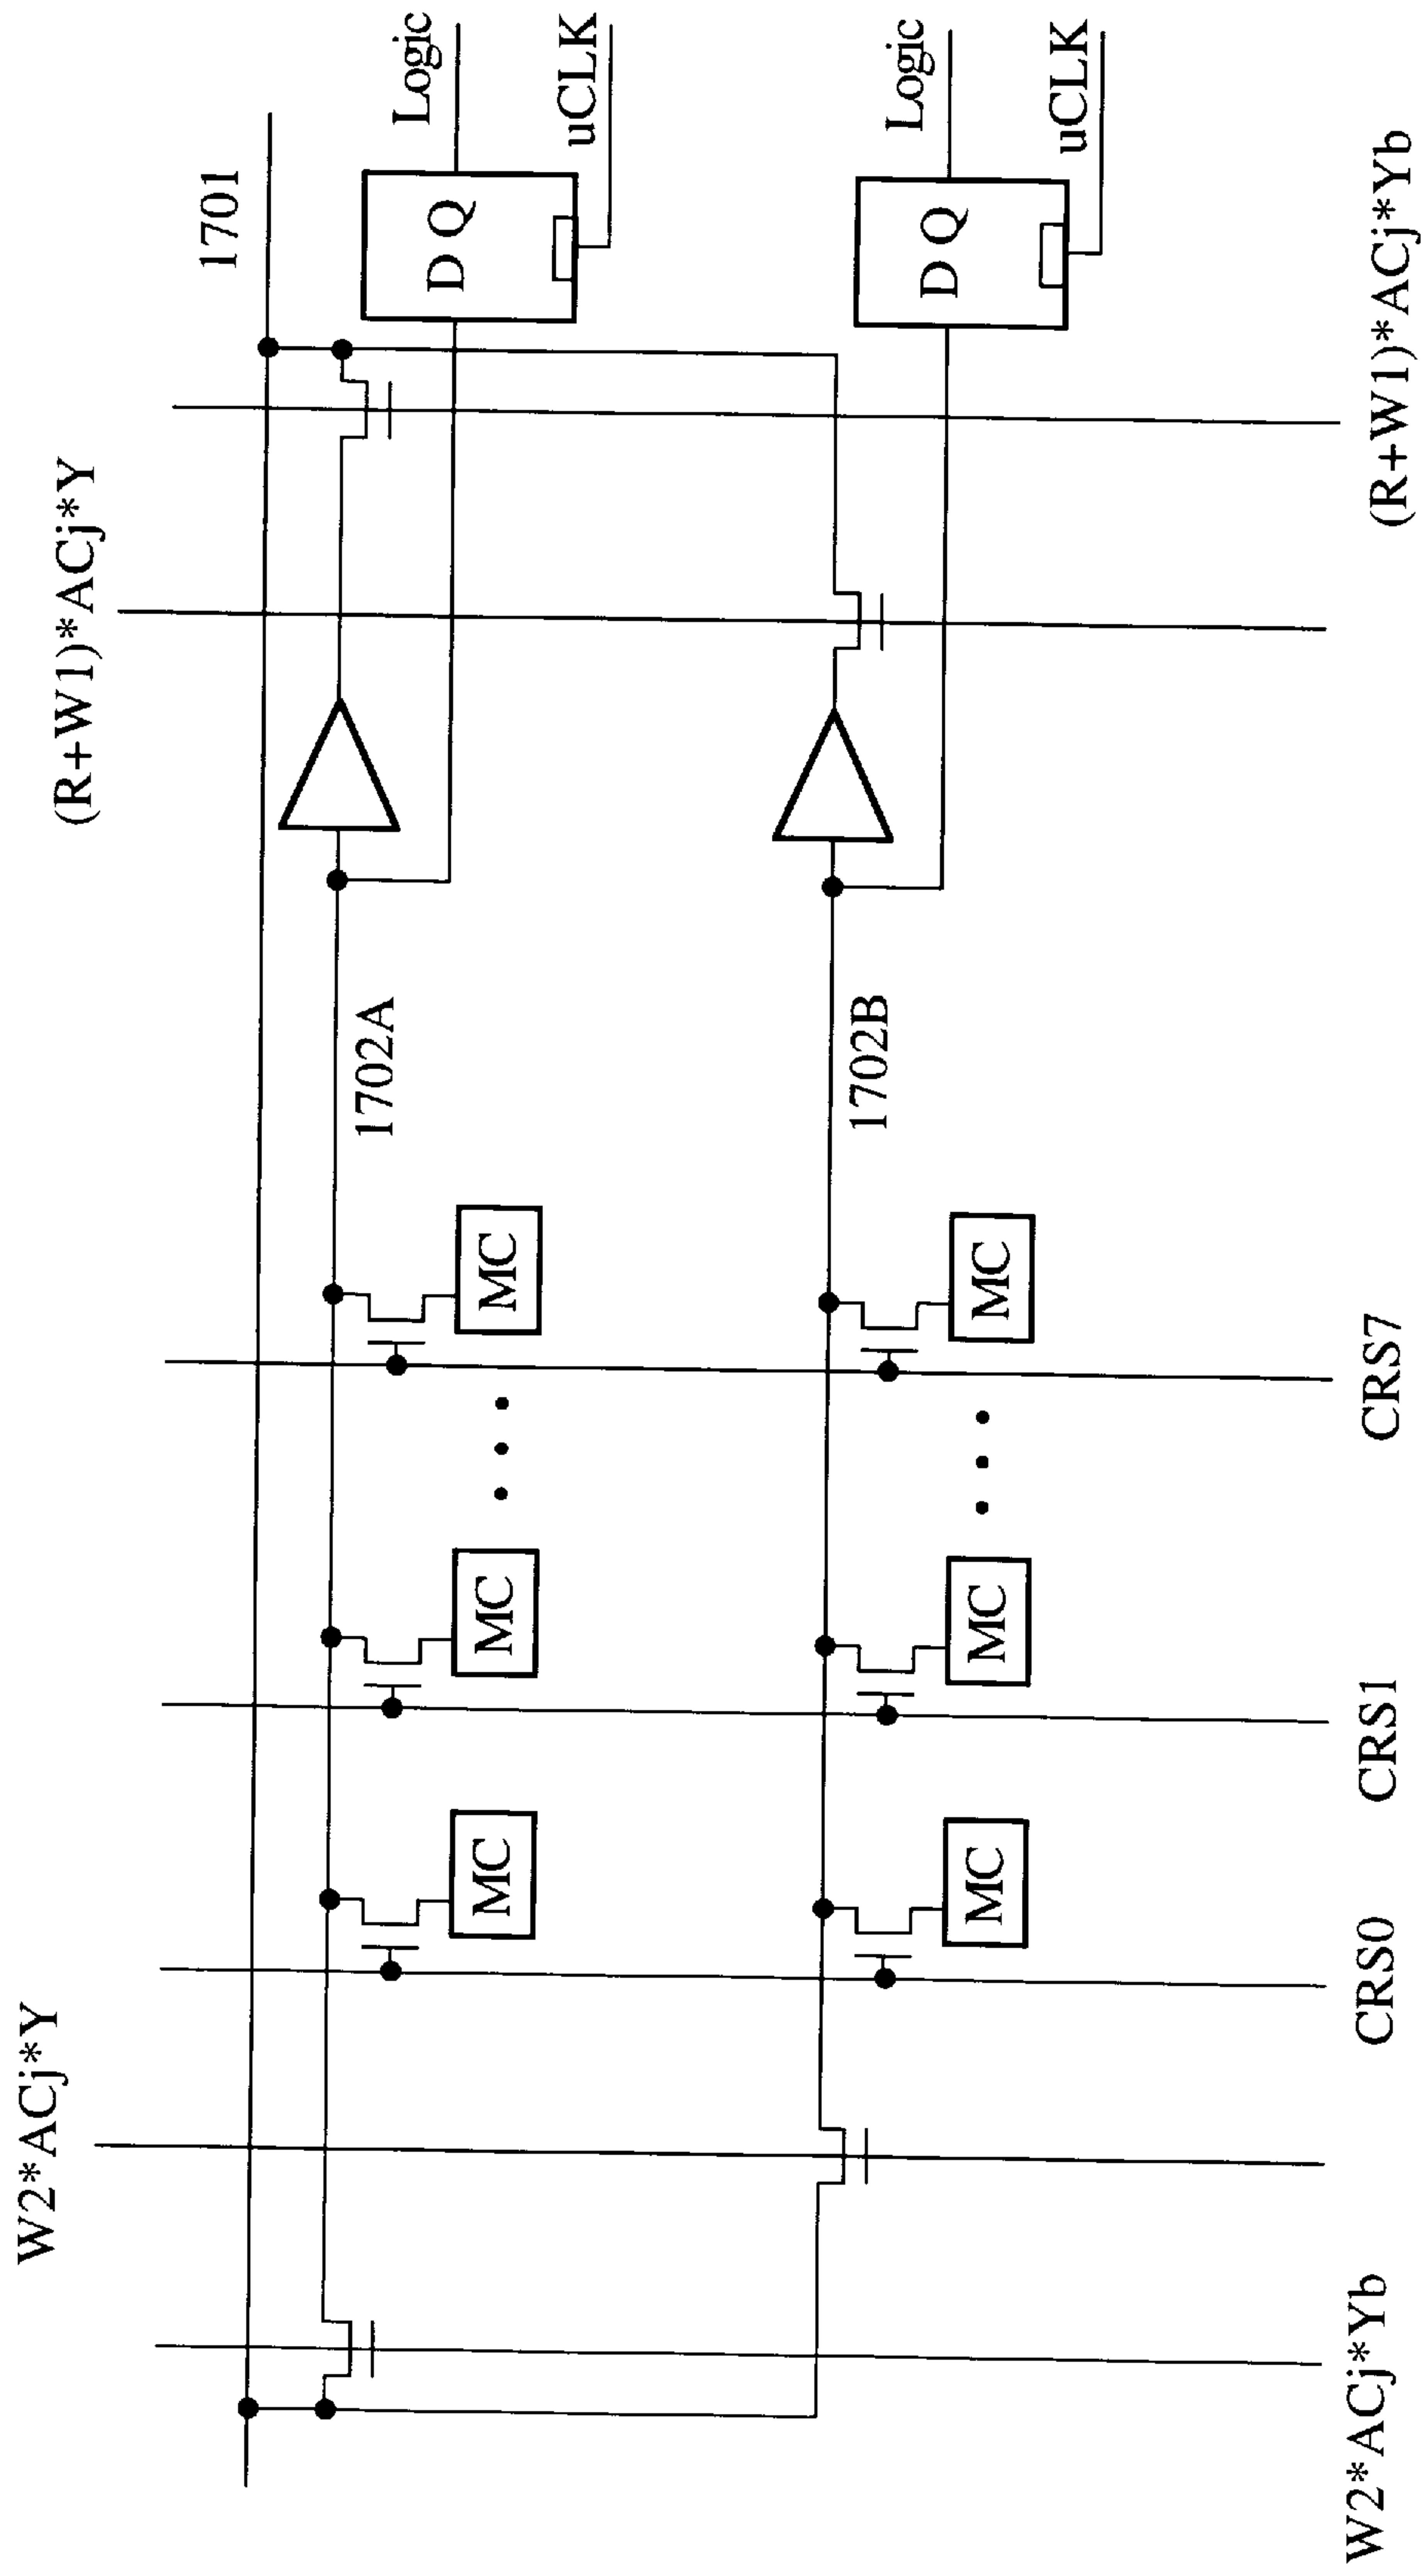 W2*ACj*Y
(R+W1)*ACj*Y
1701
Logic
D Q
uCLK
1702A
MC
MC
MC
Logic
D Q
uCLK
1702B
MC
MC
MC
W2*ACj*Yb
CRS0
CRS1
CRS7
(R+W1)*ACj*Yb